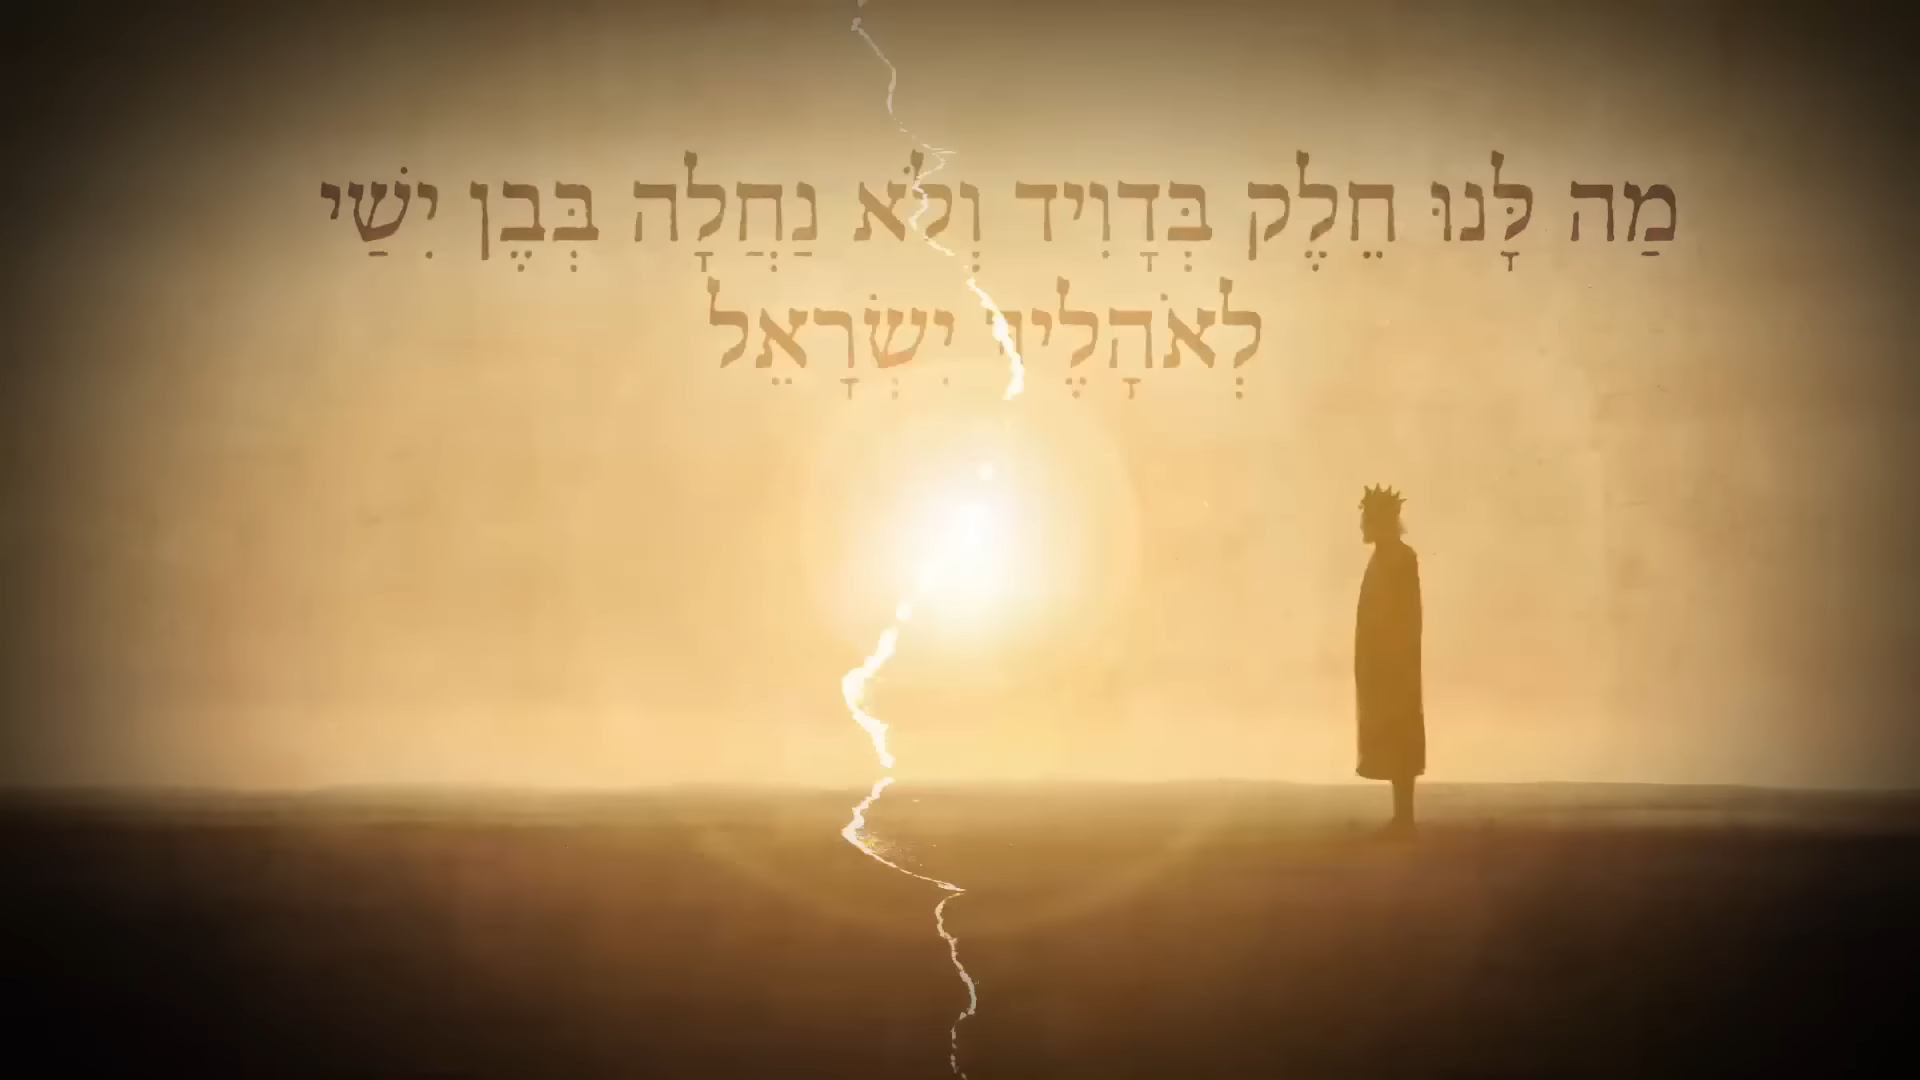 מַה לָּנוּ חֵלֶק בְּדָוִיד וְלֹא נַחֲלָה בְּבֶן יִשַׁי
לְאֹהָלֶיךָ יִשְׂרָאֵל